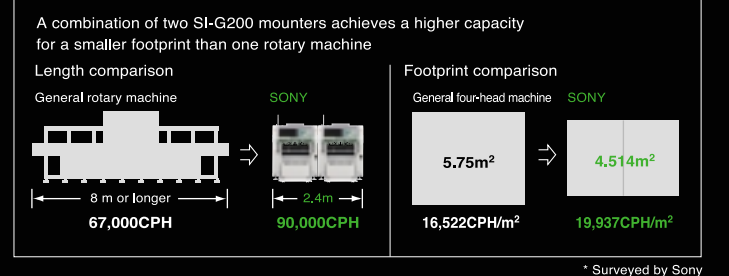 A combination of two SI-G200 mounters achieves a higher capacity
for a smaller footprint than one rotary machine
Length comparison
General rotary machine
SONY
8 m or longer
2.4m
67,000CPH
90,000CPH
Footprint comparison
General four-head machine
SONY
5.75m²
4.514m²
16,522CPH/m²
19,937CPH/m²
* Surveyed by Sony